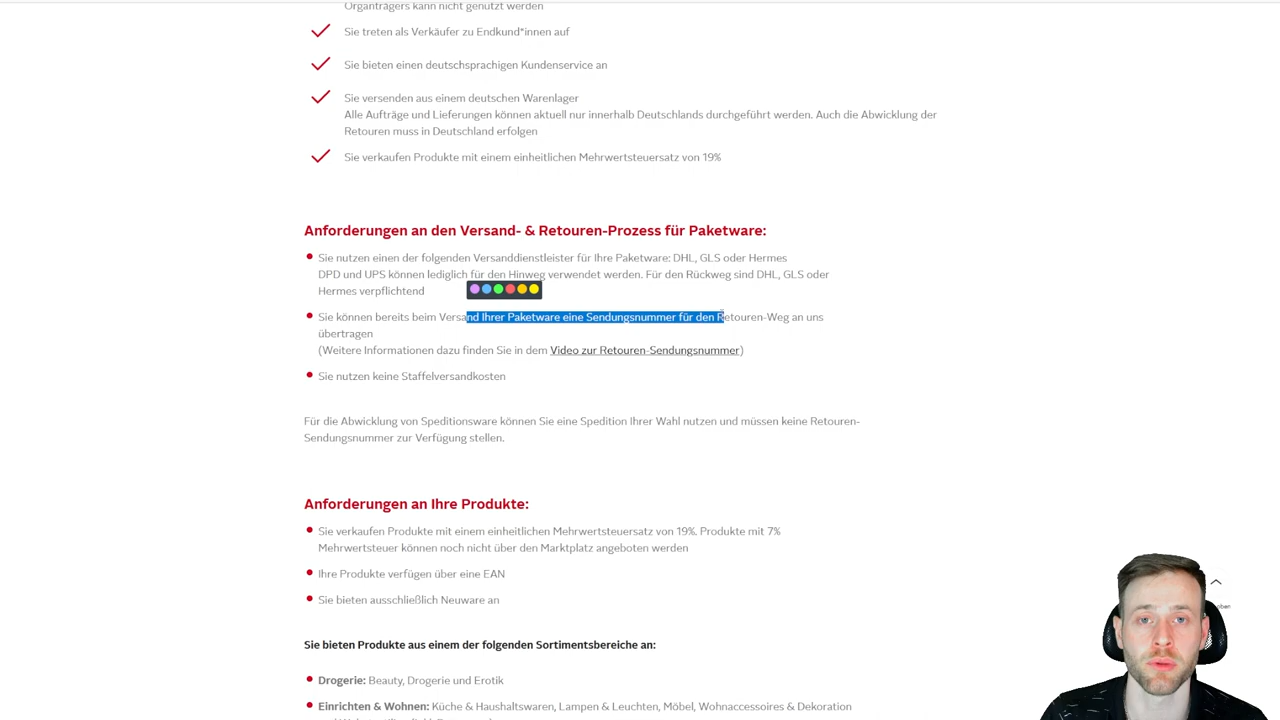 Organträgers kann nicht genutzt werden
Sie treten als Verkäufer zu Endkund*innen auf
Sie bieten einen deutschsprachigen Kundenservice an
Sie versenden aus einem deutschen Warenlager
Alle Aufträge und Lieferungen können aktuell nur innerhalb Deutschlands durchgeführt werden. Auch die Abwicklung der
Retouren muss in Deutschland erfolgen
Sie verkaufen Produkte mit einem einheitlichen Mehrwertsteuersatz von 19%
Anforderungen an den Versand- & Retouren-Prozess für Paketware:
Sie nutzen einen der folgenden Versanddienstleister für Ihre Paketware: DHL, GLS oder Hermes
DPD und UPS können lediglich für den Hinweg verwendet werden. Für den Rückweg sind DHL, GLS oder
Hermes verpflichtend
Sie können bereits beim Versand Ihrer Paketware eine Sendungsnummer für den Retouren-Weg an uns
übertragen
(Weitere Informationen dazu finden Sie in dem Video zur Retouren-Sendungsnummer)
Sie nutzen keine Staffelversandkosten
Für die Abwicklung von Speditionsware können Sie eine Spedition Ihrer Wahl nutzen und müssen keine Retouren-
Sendungsnummer zur Verfügung stellen.
Anforderungen an Ihre Produkte:
Sie verkaufen Produkte mit einem einheitlichen Mehrwertsteuersatz von 19%. Produkte mit 7%
Mehrwertsteuer können noch nicht über den Marktplatz angeboten werden
Ihre Produkte verfügen über eine EAN
Sie bieten ausschließlich Neuware an
Sie bieten Produkte aus einem der folgenden Sortimentsbereiche an:
Drogerie: Beauty, Drogerie und Erotik
Einrichten & Wohnen: Küche & Haushaltswaren, Lampen & Leuchten, Möbel, Wohnaccessoires & Dekoration